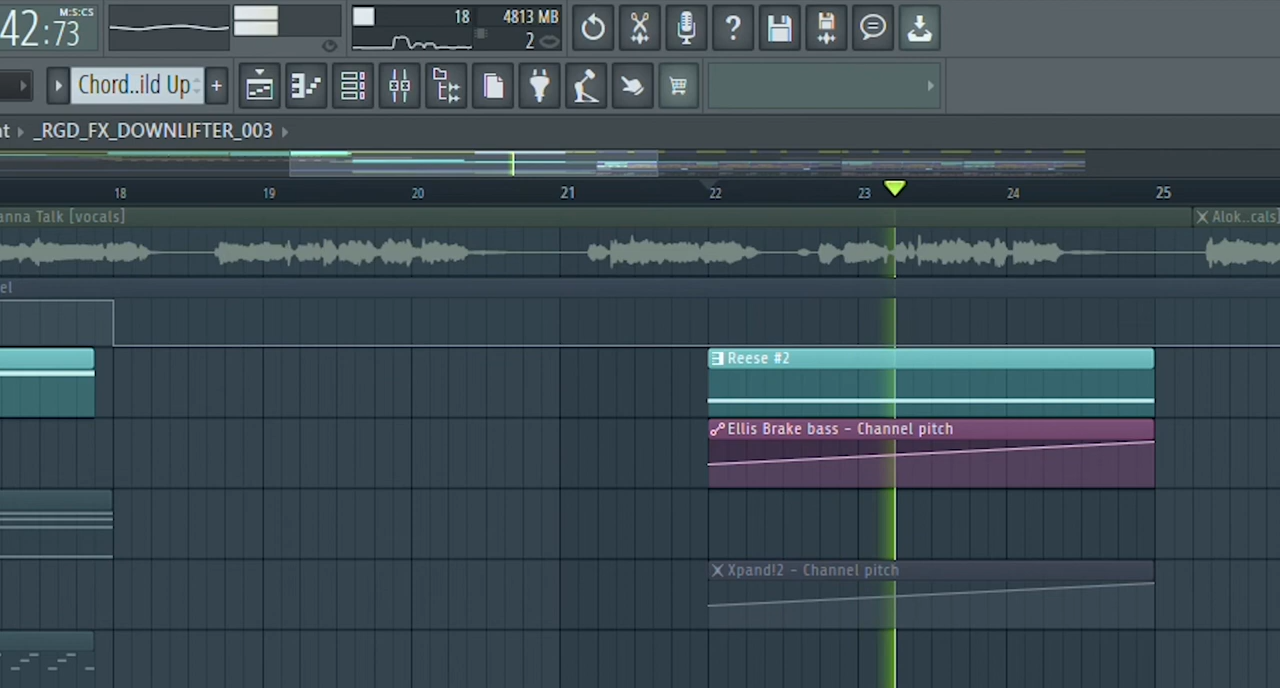 42:73 M:S:CS
18 4813 MB
2
?
Chord..ild Up +
nt _RGD_FX_DOWNLIFTER_003
18 19 20 21 22 23 24 25
anna Talk [vocals] Alok..cals]
el
Reese #2
Ellis Brake bass - Channel pitch
Xpand!2 - Channel pitch